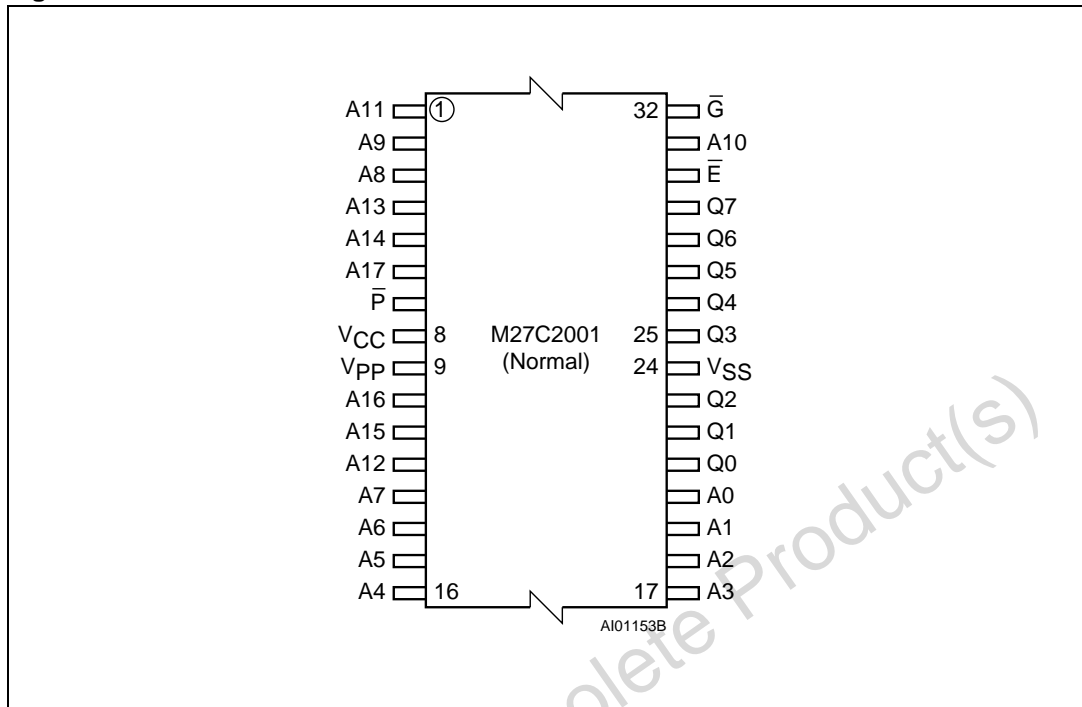 A11 1 32 G̅
A9 A10
A8 E̅
A13 Q7
A14 Q6
A17 Q5
P̅ Q4
VCC 8 M27C2001 25 Q3
VPP 9 (Normal) 24 VSS
A16 Q2
A15 Q1
A12 Q0
A7 A0
A6 A1
A5 A2
A4 16 17 A3
AI01153B
olete Product(s)